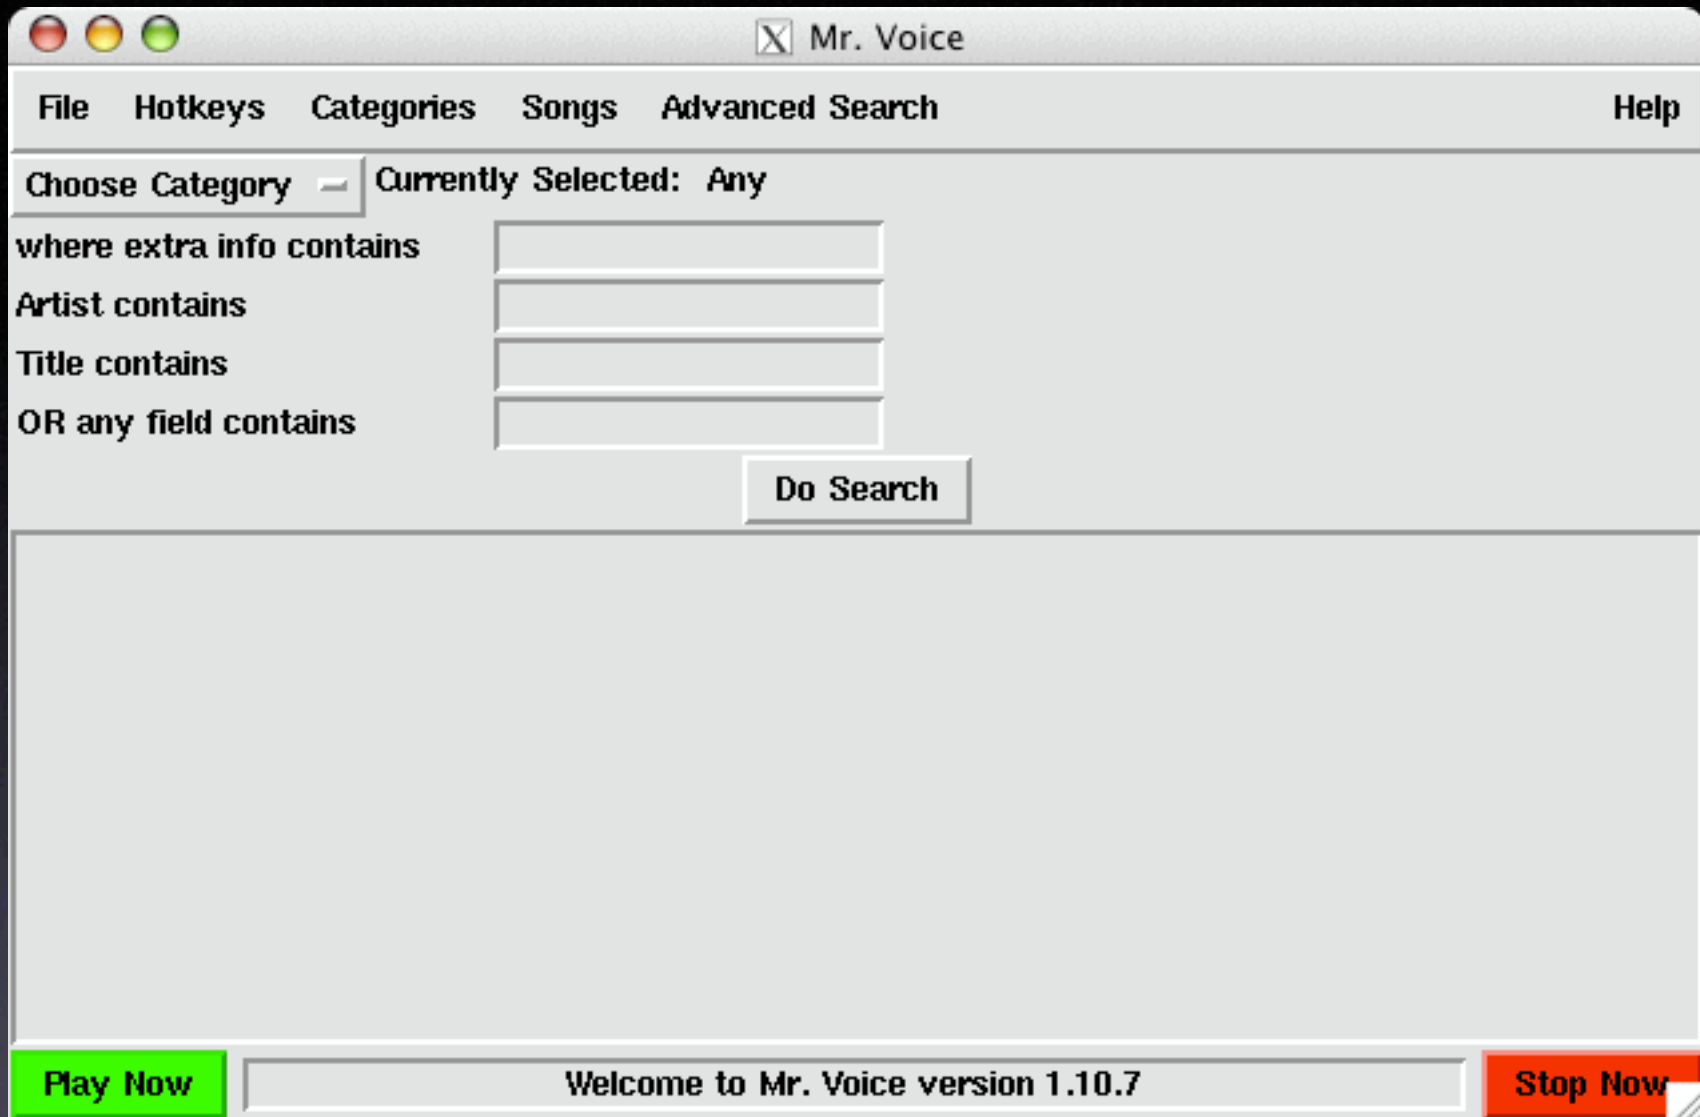 X Mr. Voice
File Hotkeys Categories Songs Advanced Search Help
Choose Category Currently Selected: Any
where extra info contains
Artist contains
Title contains
OR any field contains
Do Search
Play Now Welcome to Mr. Voice version 1.10.7 Stop Now